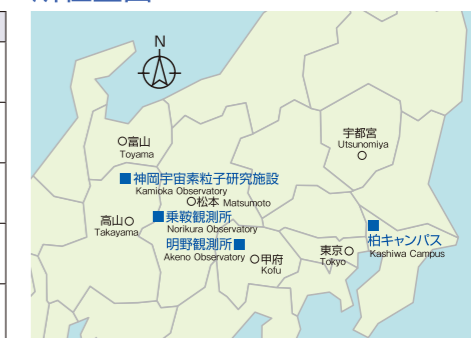 N
富山
Toyama
宇都宮
Utsunomiya
神岡宇宙素粒子研究施設
Kamioka Observatory
松本 Matsumoto
高山
Takayama
乗鞍観測所
Norikura Observatory
明野観測所
Akeno Observatory
甲府
Kofu
東京
Tokyo
柏キャンパス
Kashiwa Campus